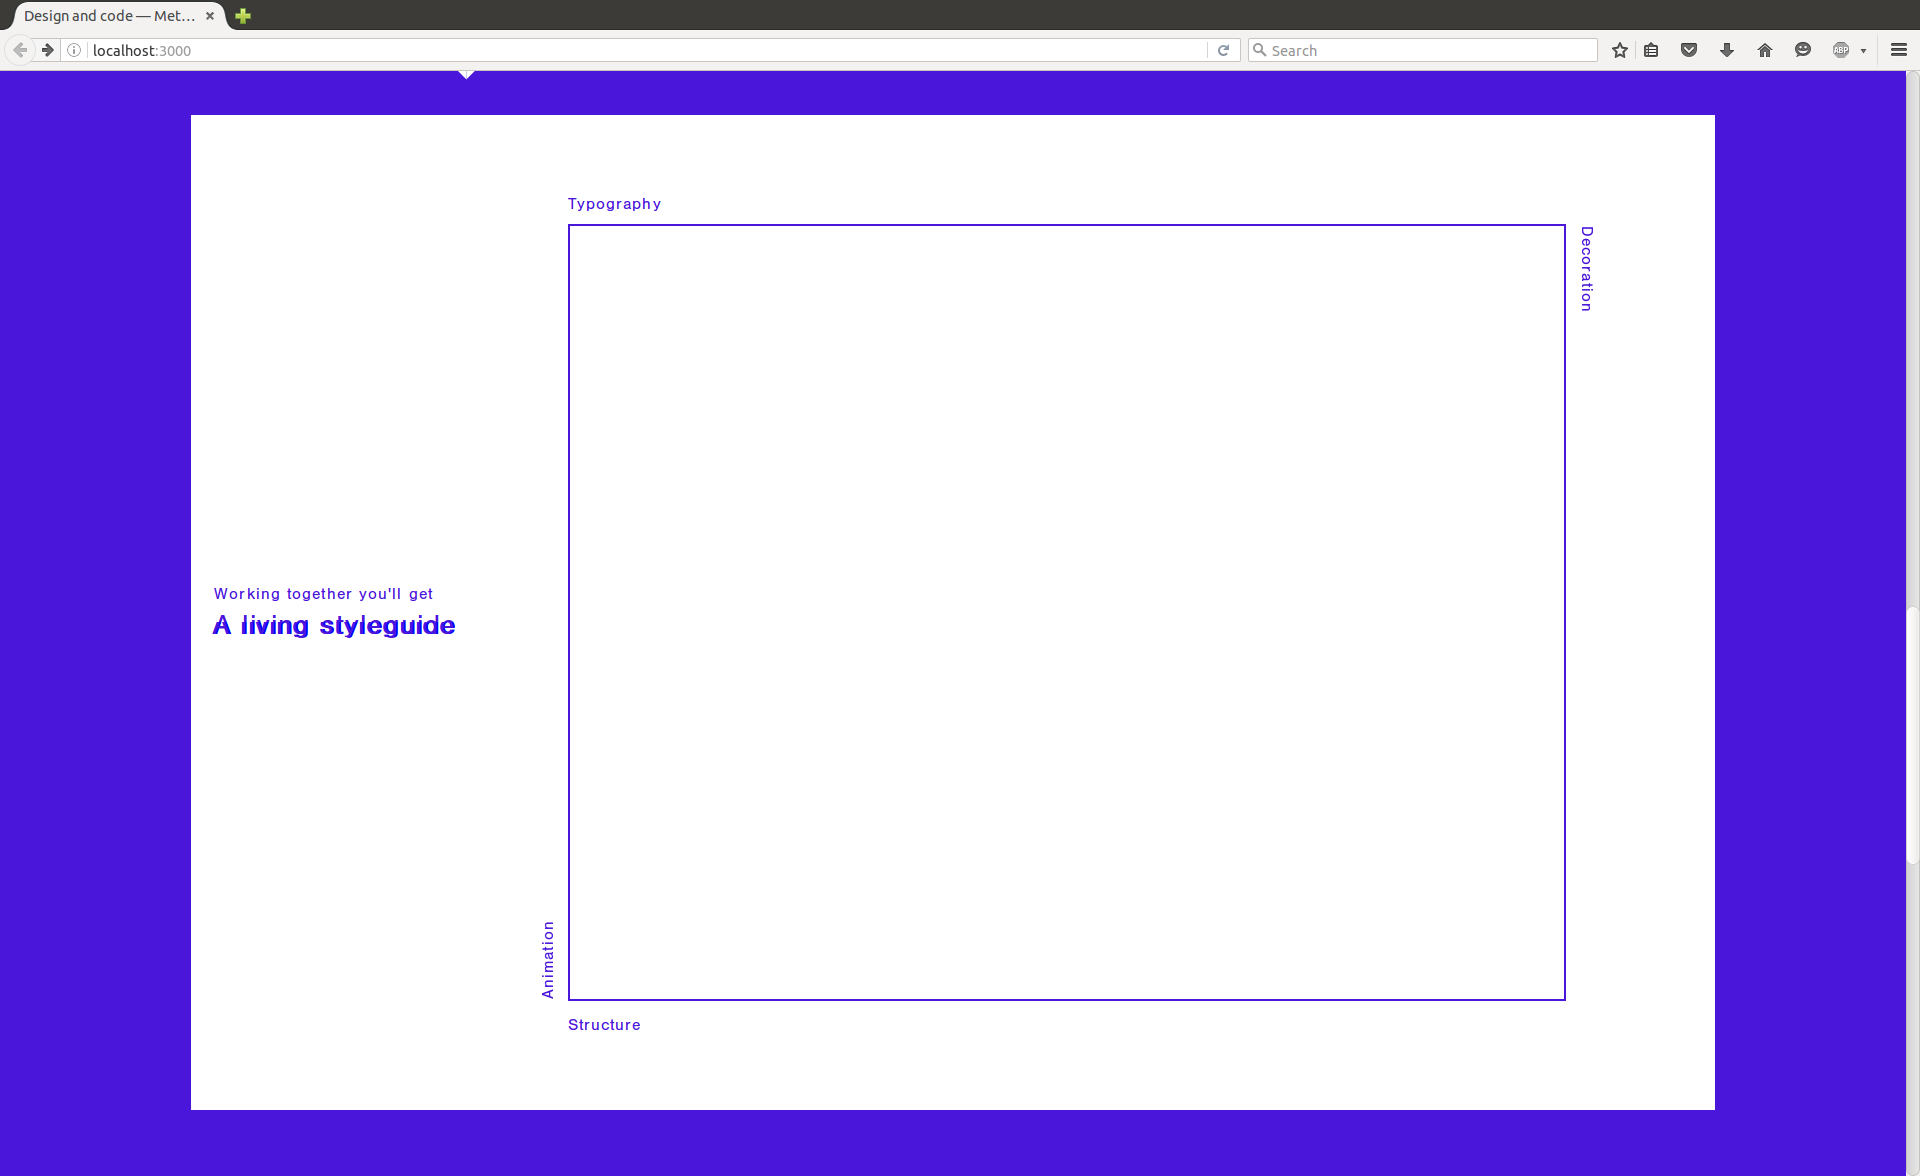 Design and code — Met...
localhost:3000
Search
ABP
Typography
Decoration
Working together you'll get
A living styleguide
Animation
Structure